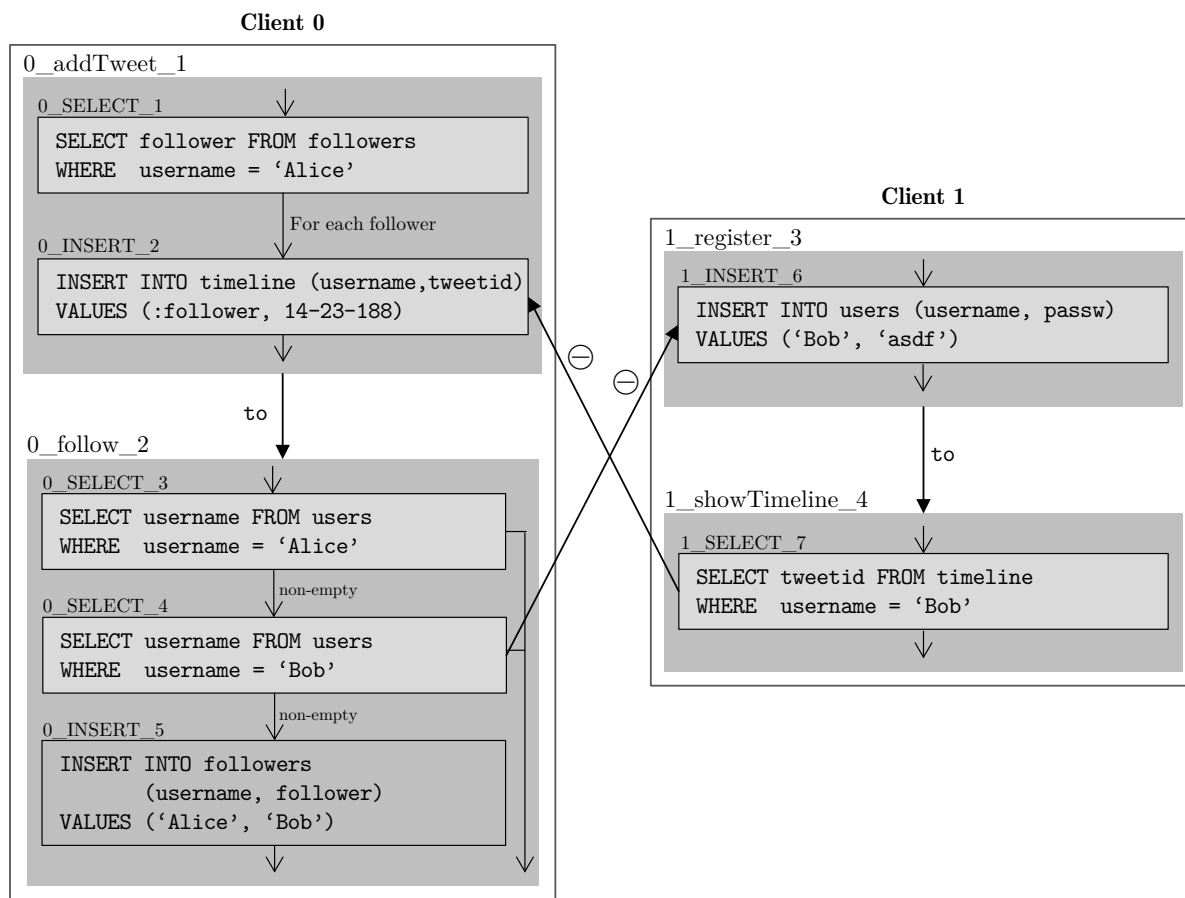 Client 0
0_addTweet_1
0_SELECT_1
SELECT follower FROM followers
WHERE username = ‘Alice’
For each follower
0_INSERT_2
INSERT INTO timeline (username,tweetid)
VALUES (:follower, 14-23-188)
to
0_follow_2
0_SELECT_3
SELECT username FROM users
WHERE username = ‘Alice’
non-empty
0_SELECT_4
SELECT username FROM users
WHERE username = ‘Bob’
non-empty
0_INSERT_5
INSERT INTO followers
(username, follower)
VALUES (‘Alice’, ‘Bob’)
⊖
⊖
Client 1
1_register_3
1_INSERT_6
INSERT INTO users (username, passw)
VALUES (‘Bob’, ‘asdf’)
to
1_showTimeline_4
1_SELECT_7
SELECT tweetid FROM timeline
WHERE username = ‘Bob’